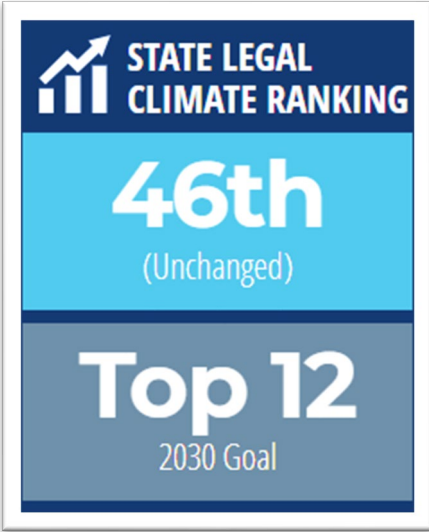 STATE LEGAL
CLIMATE RANKING
46th
(Unchanged)
Top 12
2030 Goal